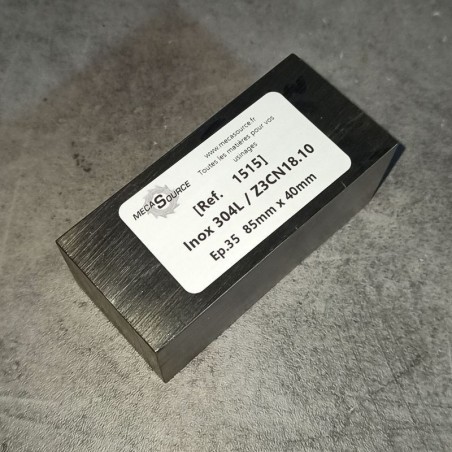 MECASOURCE
www.mecasource.fr
Toutes les matières pour vos
usinages
[Ref. 1515]
Inox 304L / Z3CN18.10
Ep.35 85mm x 40mm